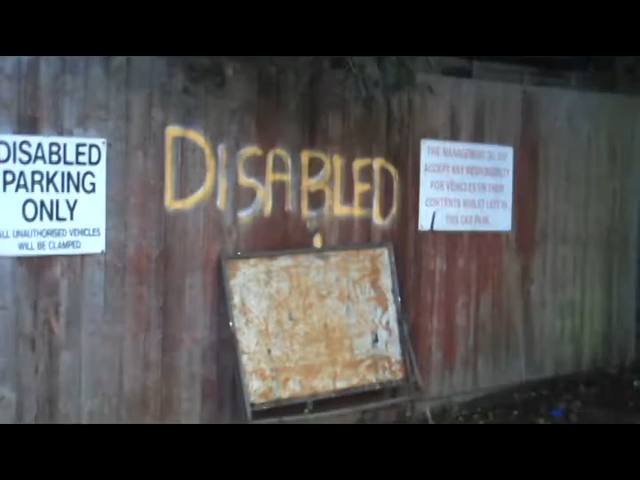 DISABLED
PARKING
ONLY
ALL UNAUTHORISED VEHICLES
WILL BE CLAMPED
DISABLED
THE MANAGEMENT DO NOT
ACCEPT ANY RESPONSIBILITY
FOR VEHICLES OR THEIR
CONTENTS WHILST LEFT IN
THIS CAR PARK